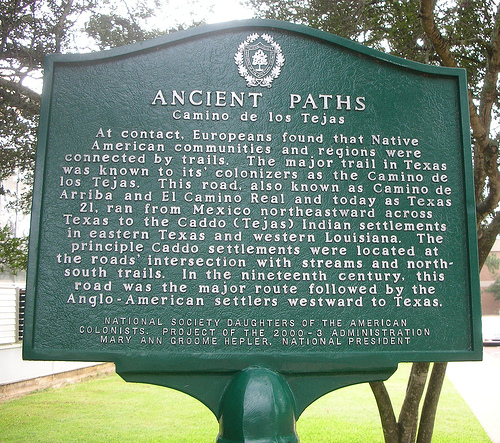 ANCIENT PATHS
Camino de los Tejas
At contact, Europeans found that Native
American communities and regions were
connected by trails. The major trail in Texas
was known to its' colonizers as the Camino de
los Tejas. This road, also known as Camino de
Arriba and El Camino Real and today as Texas
21, ran from Mexico northeastward across
Texas to the Caddo (Tejas) Indian settlements
in eastern Texas and western Louisiana. The
principle Caddo settlements were located at
the roads' intersection with streams and north-
south trails. In the nineteenth century, this
road was the major route followed by the
Anglo-American settlers westward to Texas.
NATIONAL SOCIETY DAUGHTERS OF THE AMERICAN
COLONISTS. PROJECT OF THE 2000-3 ADMINISTRATION
MARY ANN GROOME HEPLER, NATIONAL PRESIDENT